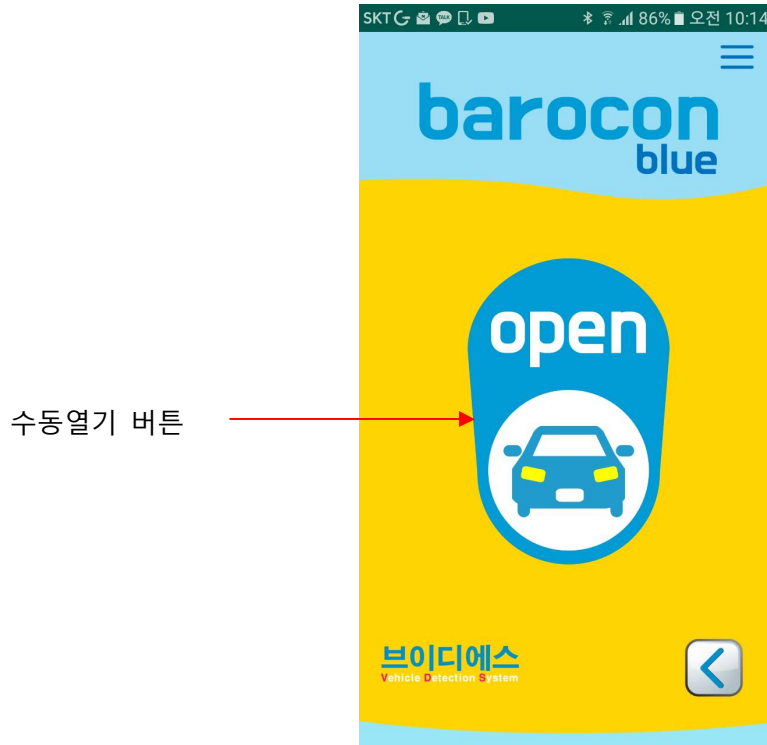 SKT 86% 오전 10:14
barocon
blue
open
수동열기 버튼
브이디에스
Vehicle Detection System